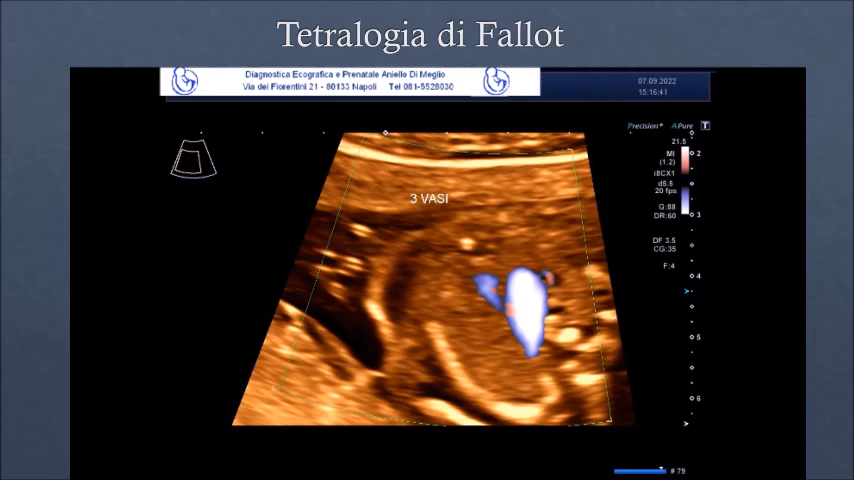 Tetralogia di Fallot
Diagnostica Ecografica e Prenatale Aniello Di Meglio
Via dei Fiorentini 21 - 80133 Napoli Tel 081-5528030
07.09.2022
15:16:41
Precision+ APure T
21.5
MI
(1.2)
i8CX1
d5.5
20 fps
G:88
DR:60
DF 3.5
CG:35
F:4
3 VASI
2
3
4
5
6
# 79